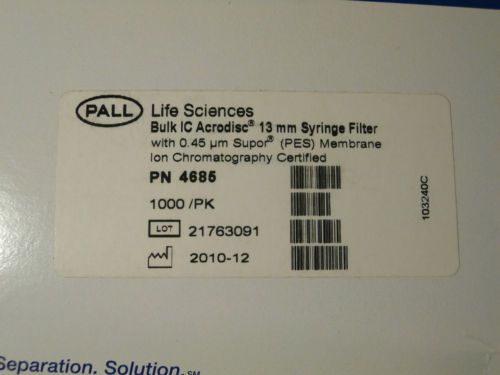 PALL Life Sciences
Bulk IC Acrodisc® 13 mm Syringe Filter
with 0.45 µm Supor® (PES) Membrane
Ion Chromatography Certified
PN 4685
1000 /PK
LOT 21763091
2010-12
103240C
Separation. Solution.℠